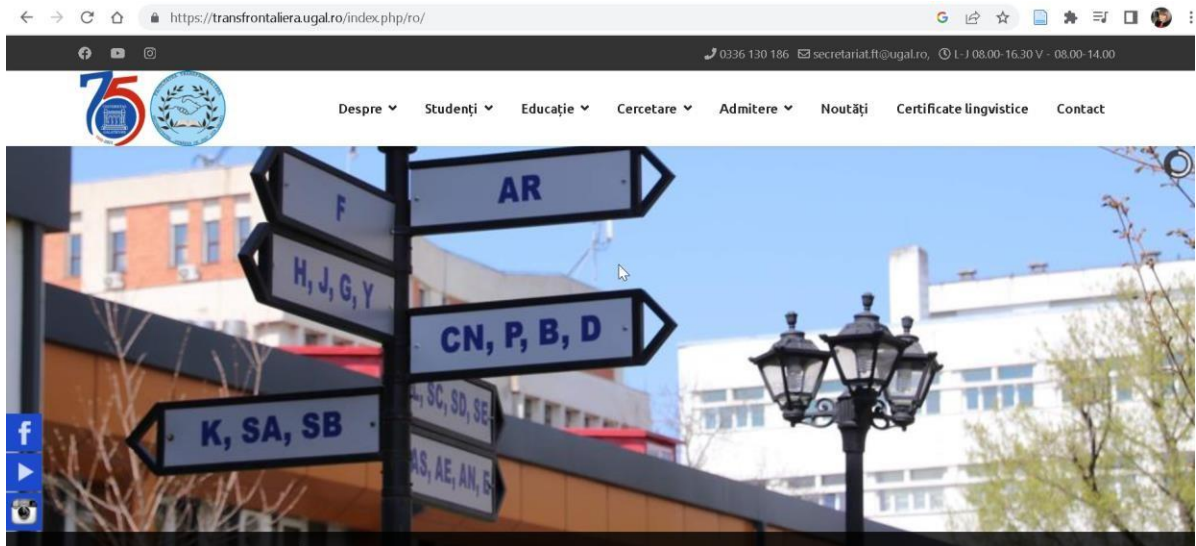 https://transfrontaliera.ugal.ro/index.php/ro/
0336 130 186 secretariat.ft@ugal.ro, L-J 08.00-16.30 V - 08.00-14.00
75
Despre Studenți Educație Cercetare Admitere Noutăți Certificate lingvistice Contact
F
AR
H, J, G, Y
CN, P, B, D
SC, SD, SE
K, SA, SB
AS, AE, AN,